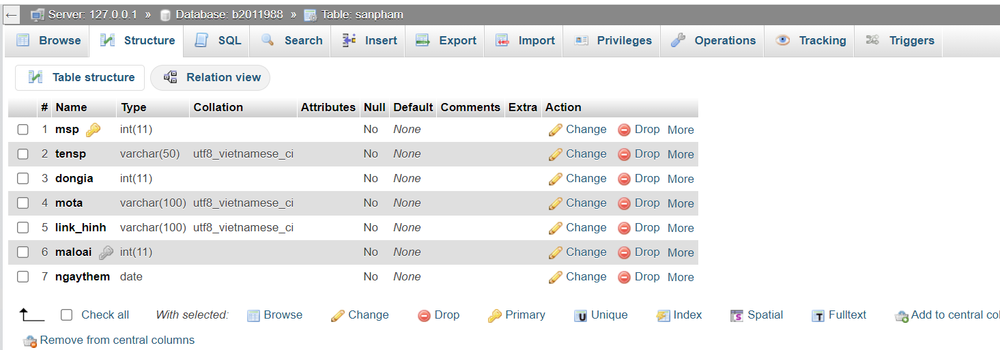 ← Server: 127.0.0.1 » Database: b2011988 » Table: sanpham
Browse Structure SQL Search Insert Export Import Privileges Operations Tracking Triggers
Table structure Relation view
# Name Type Collation Attributes Null Default Comments Extra Action
1 msp int(11) No None Change Drop More
2 tensp varchar(50) utf8_vietnamese_ci No None Change Drop More
3 dongia int(11) No None Change Drop More
4 mota varchar(100) utf8_vietnamese_ci No None Change Drop More
5 link_hinh varchar(100) utf8_vietnamese_ci No None Change Drop More
6 maloai int(11) No None Change Drop More
7 ngaythem date No None Change Drop More
Check all With selected: Browse Change Drop Primary Unique Index Spatial Fulltext Add to central col
Remove from central columns